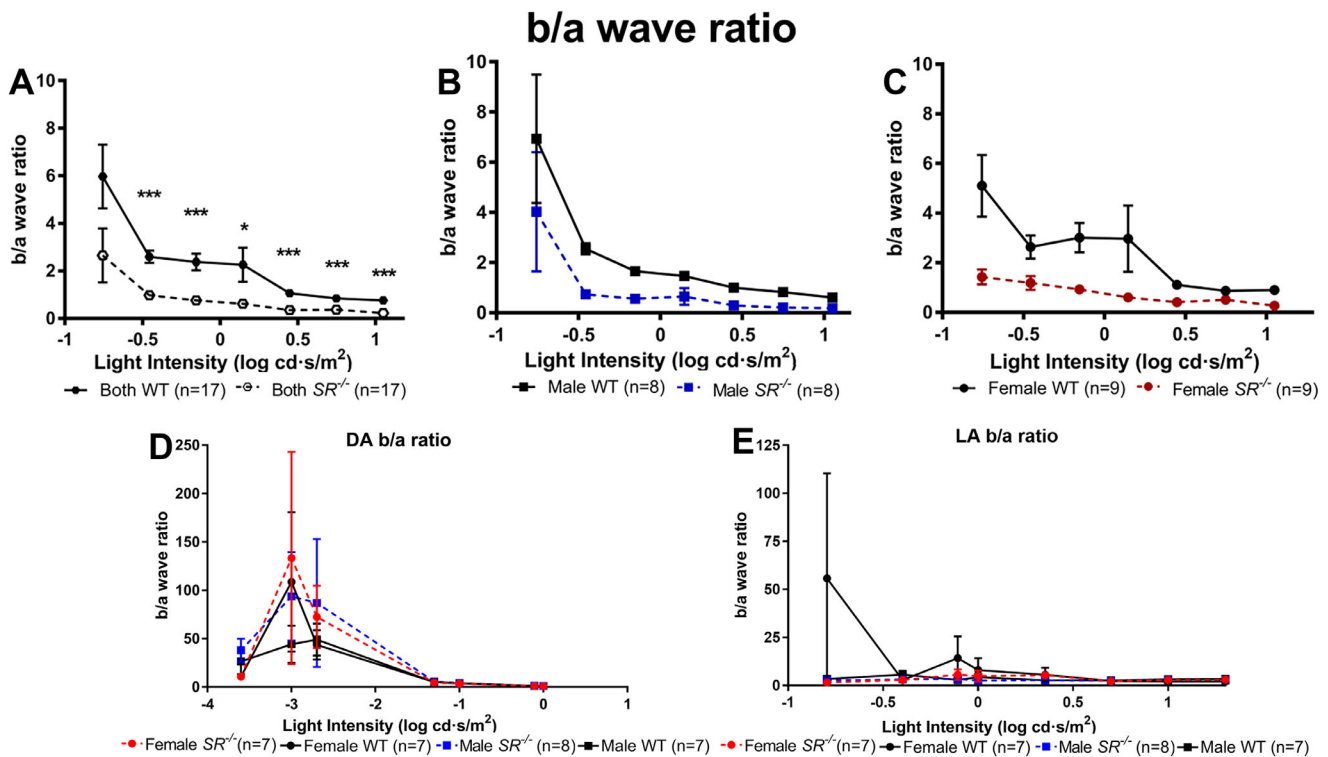 b/a wave ratio
A
10
8
6
4
2
0
b/a wave ratio
*** *** * *** *** ***
-1 -0.5 0 0.5 1
Light Intensity (log cd·s/m²)
Both WT (n=17) Both SR-/- (n=17)
B
10
8
6
4
2
0
b/a wave ratio
-1 -0.5 0 0.5 1
Light Intensity (log cd·s/m²)
Male WT (n=8) Male SR-/- (n=8)
C
10
8
6
4
2
0
b/a wave ratio
-1 -0.5 0 0.5 1
Light Intensity (log cd·s/m²)
Female WT (n=9) Female SR-/- (n=9)
D
DA b/a ratio
250
200
150
100
50
0
b/a wave ratio
-4 -3 -2 -1 0 1
Light Intensity (log cd·s/m²)
Female SR-/- (n=7) Female WT (n=7) Male SR-/- (n=8) Male WT (n=7)
E
LA b/a ratio
125
100
75
50
25
0
b/a wave ratio
-1 -0.5 0 0.5 1
Light Intensity (log cd·s/m²)
Female SR-/- (n=7) Female WT (n=7) Male SR-/- (n=8) Male WT (n=7)